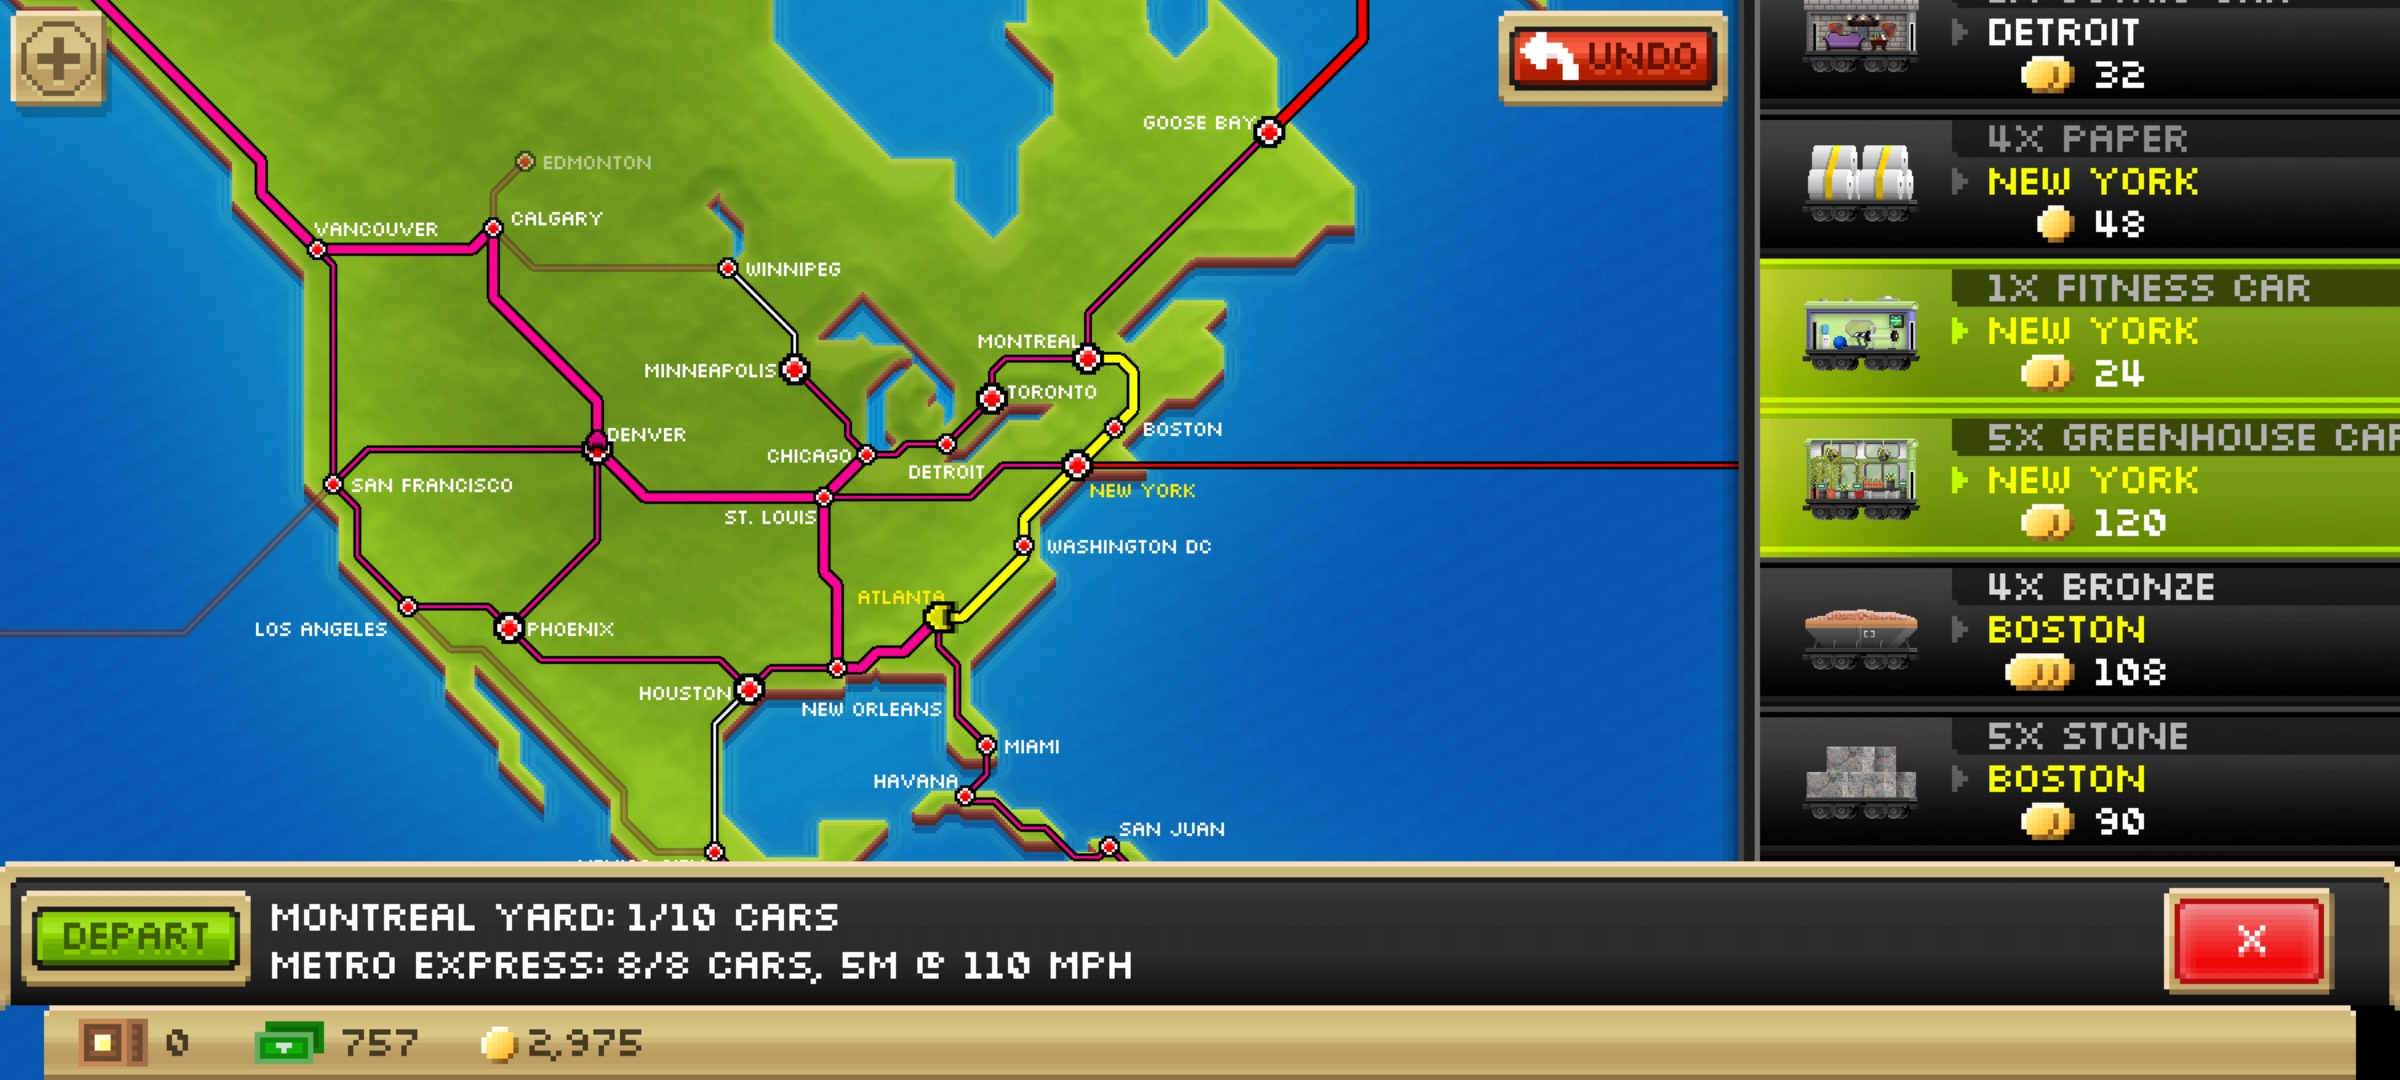 UNDO
GOOSE BAY
EDMONTON
CALGARY
VANCOUVER
WINNIPEG
MONTREAL
MINNEAPOLIS
TORONTO
BOSTON
DENVER
CHICAGO
DETROIT
SAN FRANCISCO
NEW YORK
ST. LOUIS
WASHINGTON DC
ATLANTA
LOS ANGELES
PHOENIX
HOUSTON
NEW ORLEANS
MIAMI
HAVANA
SAN JUAN
DETROIT
32
4X PAPER
NEW YORK
48
1X FITNESS CAR
NEW YORK
24
5X GREENHOUSE CAR
NEW YORK
120
4X BRONZE
BOSTON
108
5X STONE
BOSTON
90
DEPART
MONTREAL YARD: 1/10 CARS
METRO EXPRESS: 8/8 CARS, 5M @ 110 MPH
X
0
757
2,975